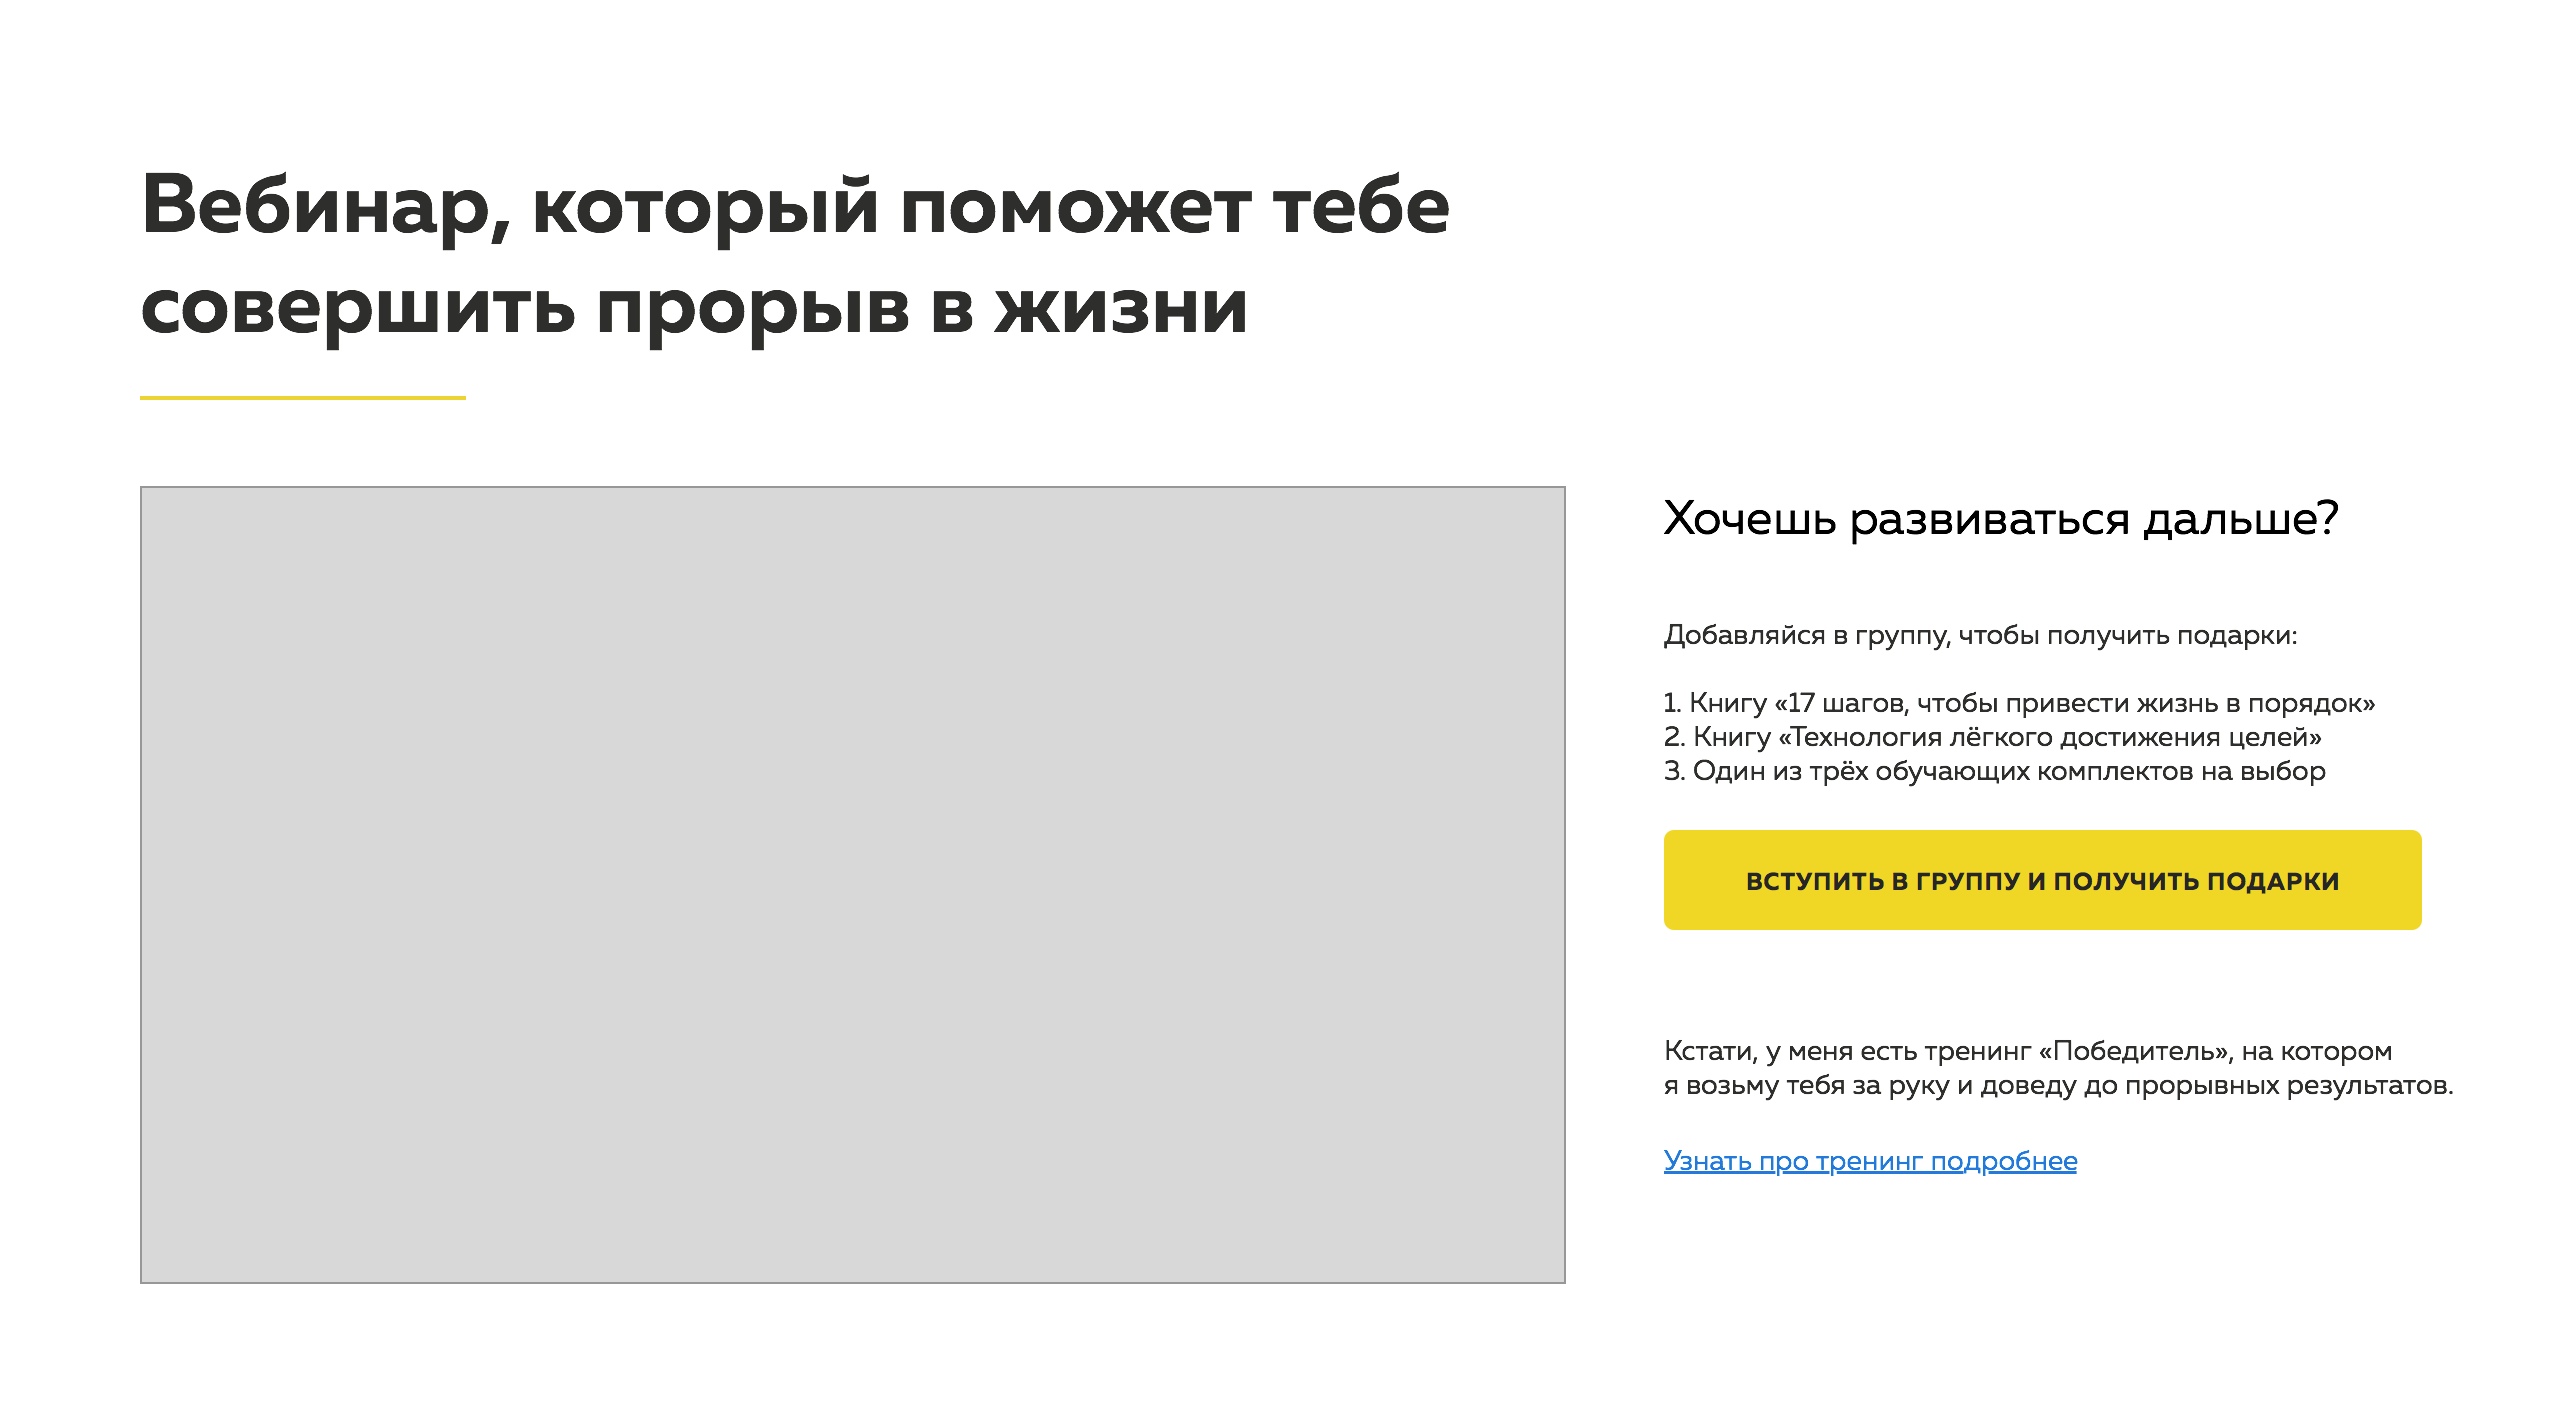 Вебинар, который поможет тебе
совершить прорыв в жизни
Хочешь развиваться дальше?
Добавляйся в группу, чтобы получить подарки:
1. Книгу «17 шагов, чтобы привести жизнь в порядок»
2. Книгу «Технология лёгкого достижения целей»
3. Один из трёх обучающих комплектов на выбор
ВСТУПИТЬ В ГРУППУ И ПОЛУЧИТЬ ПОДАРКИ
Кстати, у меня есть тренинг «Победитель», на котором
я возьму тебя за руку и доведу до прорывных результатов.
Узнать про тренинг подробнее